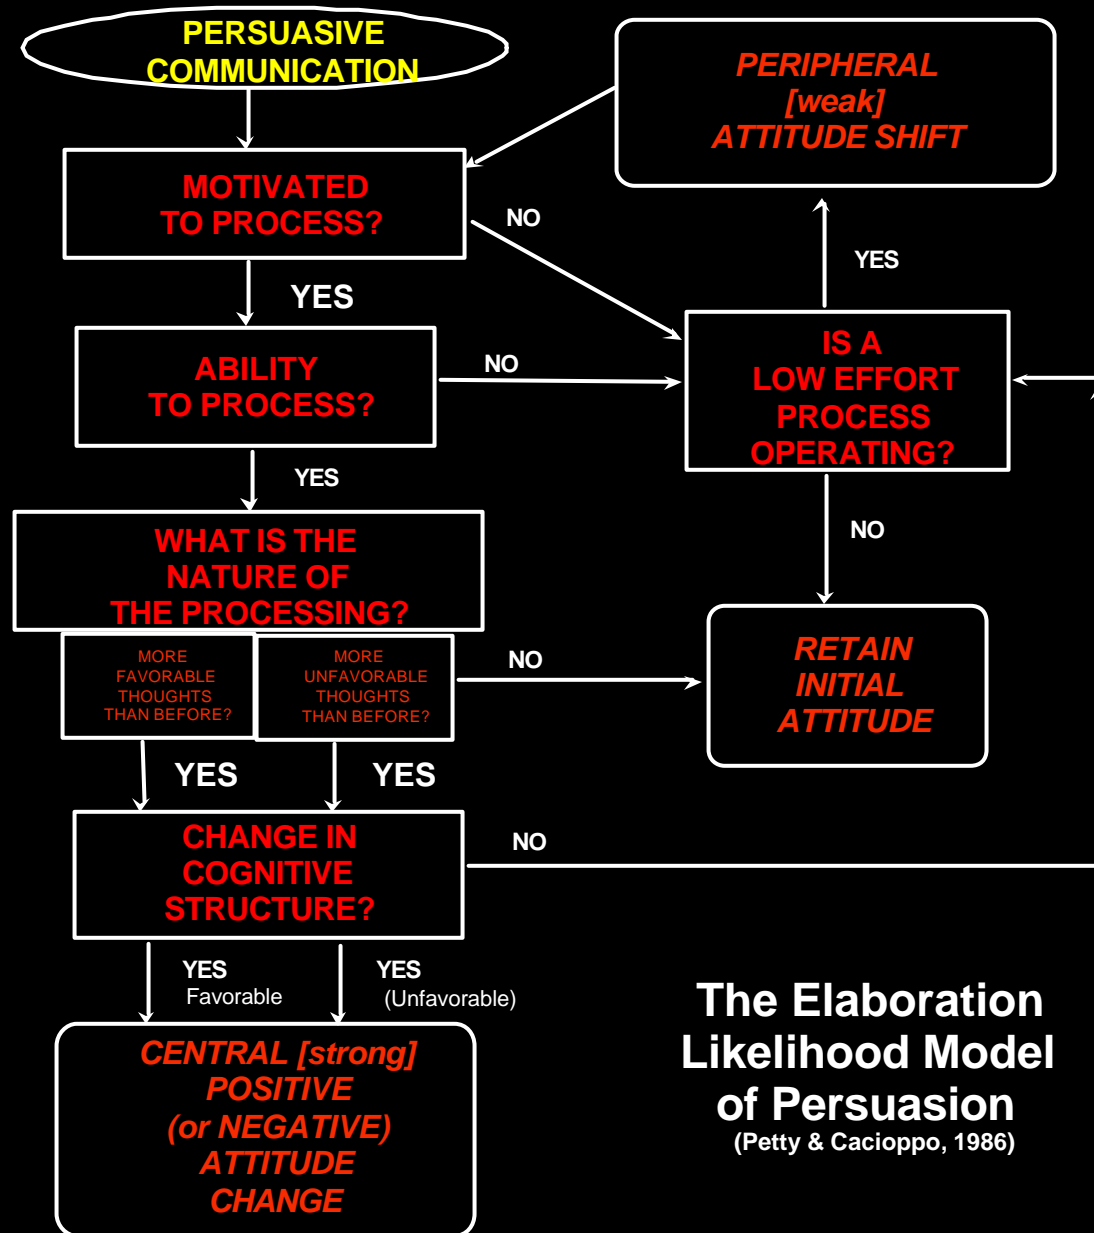 PERSUASIVE
COMMUNICATION
PERIPHERAL
[weak]
ATTITUDE SHIFT
MOTIVATED
TO PROCESS?
NO
YES
YES
ABILITY
TO PROCESS?
NO
IS A
LOW EFFORT
PROCESS
OPERATING?
YES
NO
WHAT IS THE
NATURE OF
THE PROCESSING?
MORE
FAVORABLE
THOUGHTS
THAN BEFORE?
MORE
UNFAVORABLE
THOUGHTS
THAN BEFORE?
NO
RETAIN
INITIAL
ATTITUDE
YES
YES
CHANGE IN
COGNITIVE
STRUCTURE?
NO
YES
Favorable
YES
(Unfavorable)
CENTRAL [strong]
POSITIVE
(or NEGATIVE)
ATTITUDE
CHANGE
The Elaboration
Likelihood Model
of Persuasion
(Petty & Cacioppo, 1986)